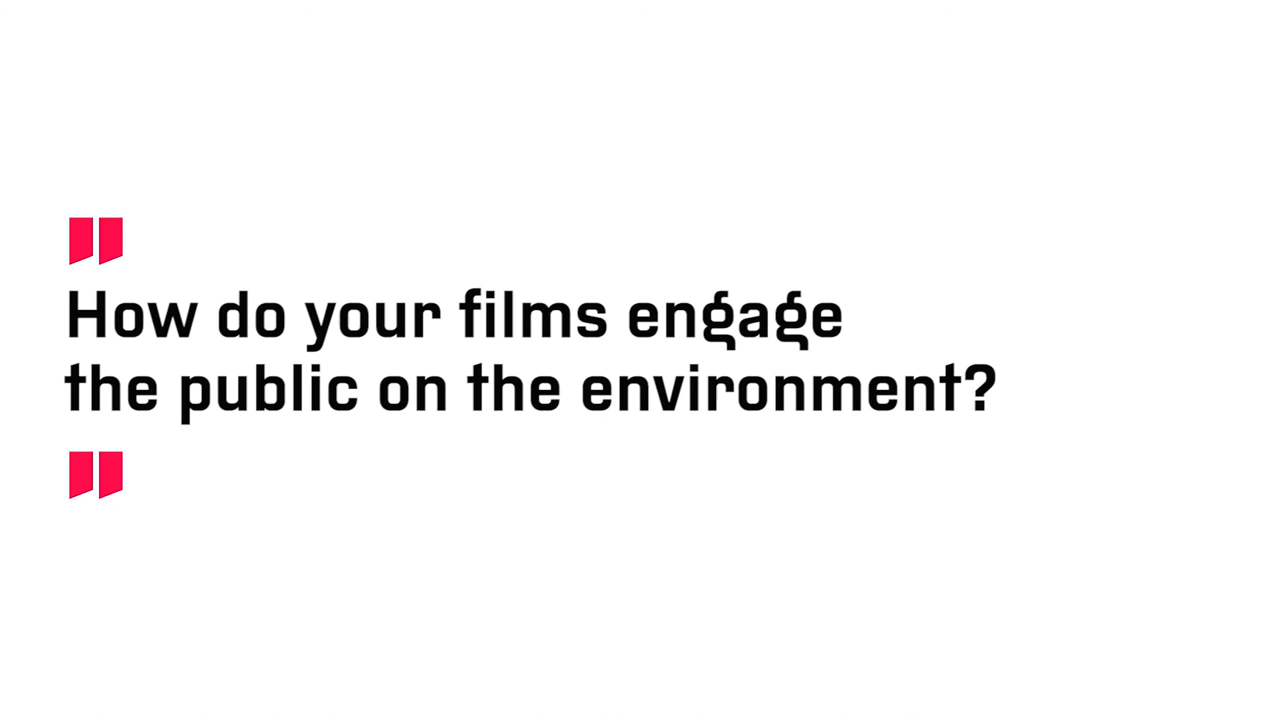 "
How do your films engage
the public on the environment?
"